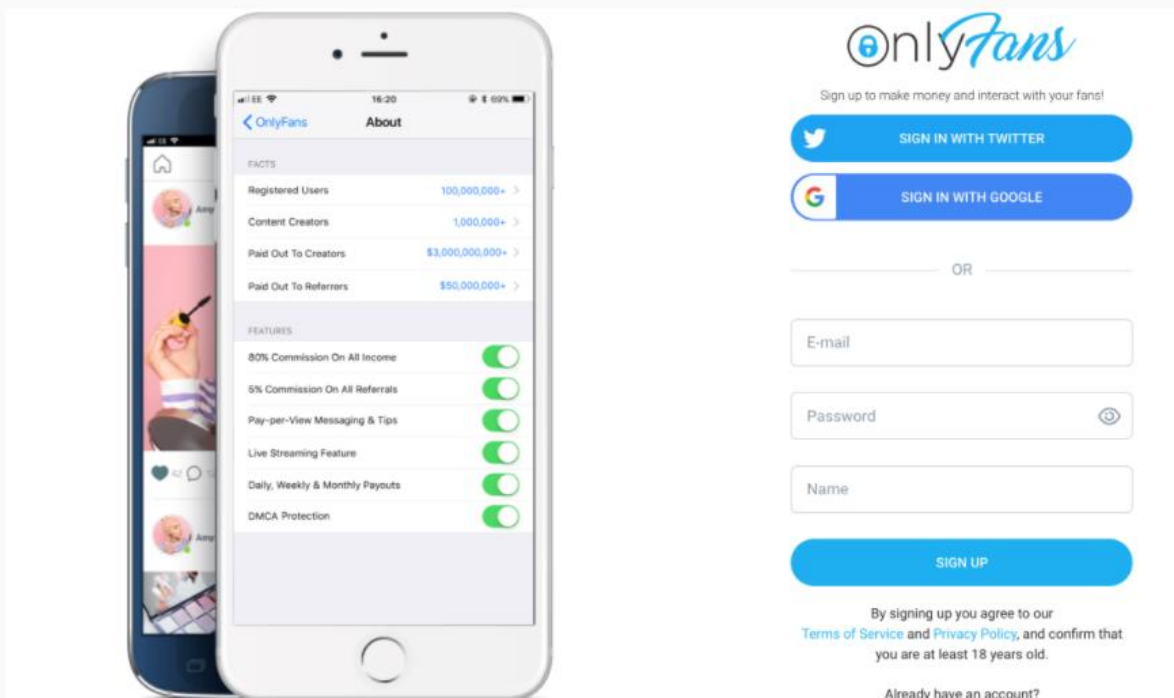 EE 16:20 69%
OnlyFans About
FACTS
Registered Users 100,000,000+
Content Creators 1,000,000+
Paid Out To Creators $3,000,000,000+
Paid Out To Referrers $50,000,000+
FEATURES
80% Commission On All Income
5% Commission On All Referrals
Pay-per-View Messaging & Tips
Live Streaming Feature
Daily, Weekly & Monthly Payouts
DMCA Protection
Amy
62
Amy
OnlyFans
Sign up to make money and interact with your fans!
SIGN IN WITH TWITTER
G SIGN IN WITH GOOGLE
OR
E-mail
Password
Name
SIGN UP
By signing up you agree to our
Terms of Service and Privacy Policy, and confirm that
you are at least 18 years old.
Already have an account?